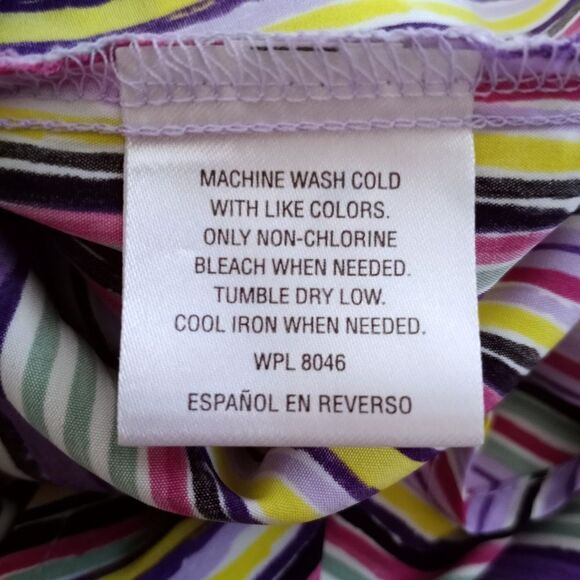 MACHINE WASH COLD
WITH LIKE COLORS.
ONLY NON-CHLORINE
BLEACH WHEN NEEDED.
TUMBLE DRY LOW.
COOL IRON WHEN NEEDED.
WPL 8046
ESPAÑOL EN REVERSO